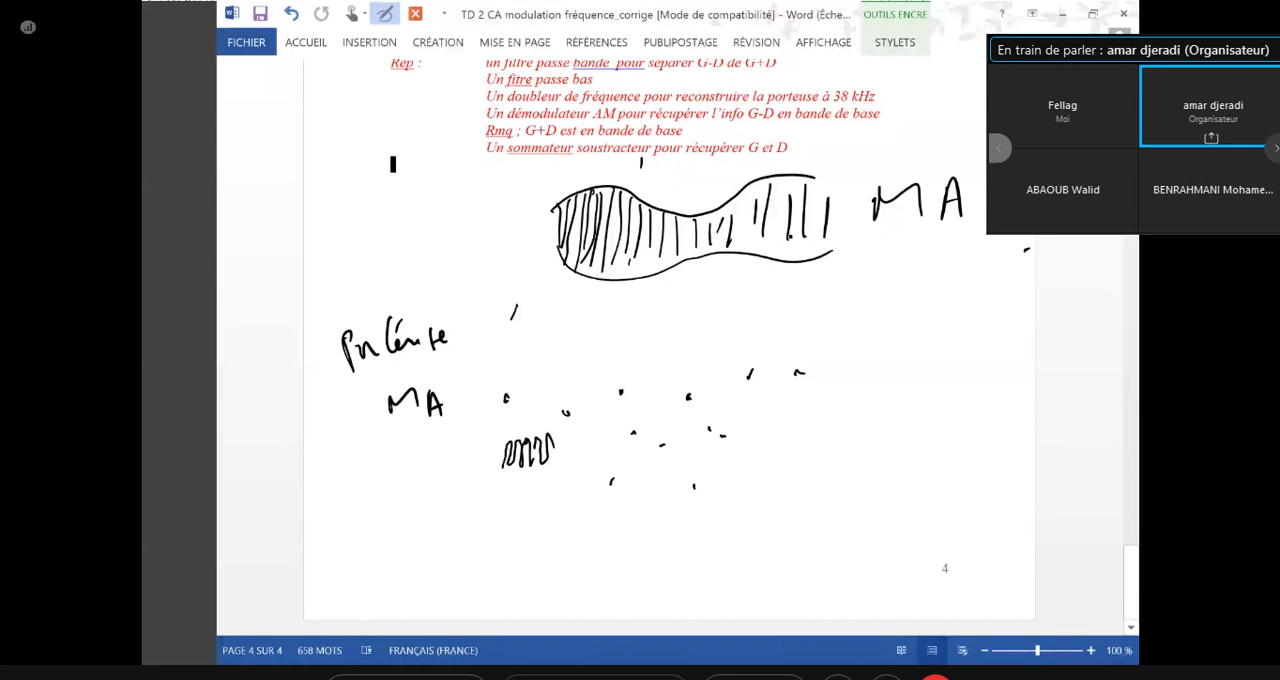 TD 2 CA modulation fréquence_corrige [Mode de compatibilité] - Word (Éche...
OUTILS ENCRE
?
FICHIER ACCUEIL INSERTION CRÉATION MISE EN PAGE RÉFÉRENCES PUBLIPOSTAGE RÉVISION AFFICHAGE STYLETS
En train de parler : amar djeradi (Organisateur)
Fellag
Moi
amar djeradi
Organisateur
ABAOUB Walid
BENRAHMANI Mohame...
Rep : un filtre passe bande pour séparer G-D de G+D
Un fitre passe bas
Un doubleur de fréquence pour reconstruire la porteuse à 38 kHz
Un démodulateur AM pour récupérer l'info G-D en bande de base
Rmq ; G+D est en bande de base
Un sommateur soustracteur pour récupérer G et D
MA
Porteuse
MA
4
PAGE 4 SUR 4 658 MOTS FRANÇAIS (FRANCE) 100 %